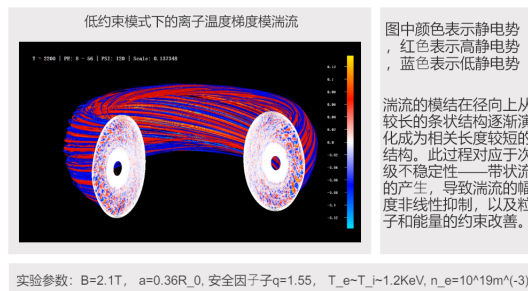 低约束模式下的离子温度梯度模湍流
T - 2200 | PE: 0 - 56 | PSI: 120 | Scale: 0.137348
图中颜色表示静电势
，红色表示高静电势
，蓝色表示低静电势
湍流的模结在径向上从
较长的条状结构逐渐演
化成为相关长度较短的
结构。此过程对应于次
级不稳定性——带状流
的产生，导致湍流的幅
度非线性抑制，以及粒
子和能量的约束改善。
实验参数：B=2.1T， a=0.36R_0, 安全因子子q=1.55， T_e~T_i~1.2KeV, n_e=10^19m^(-3)